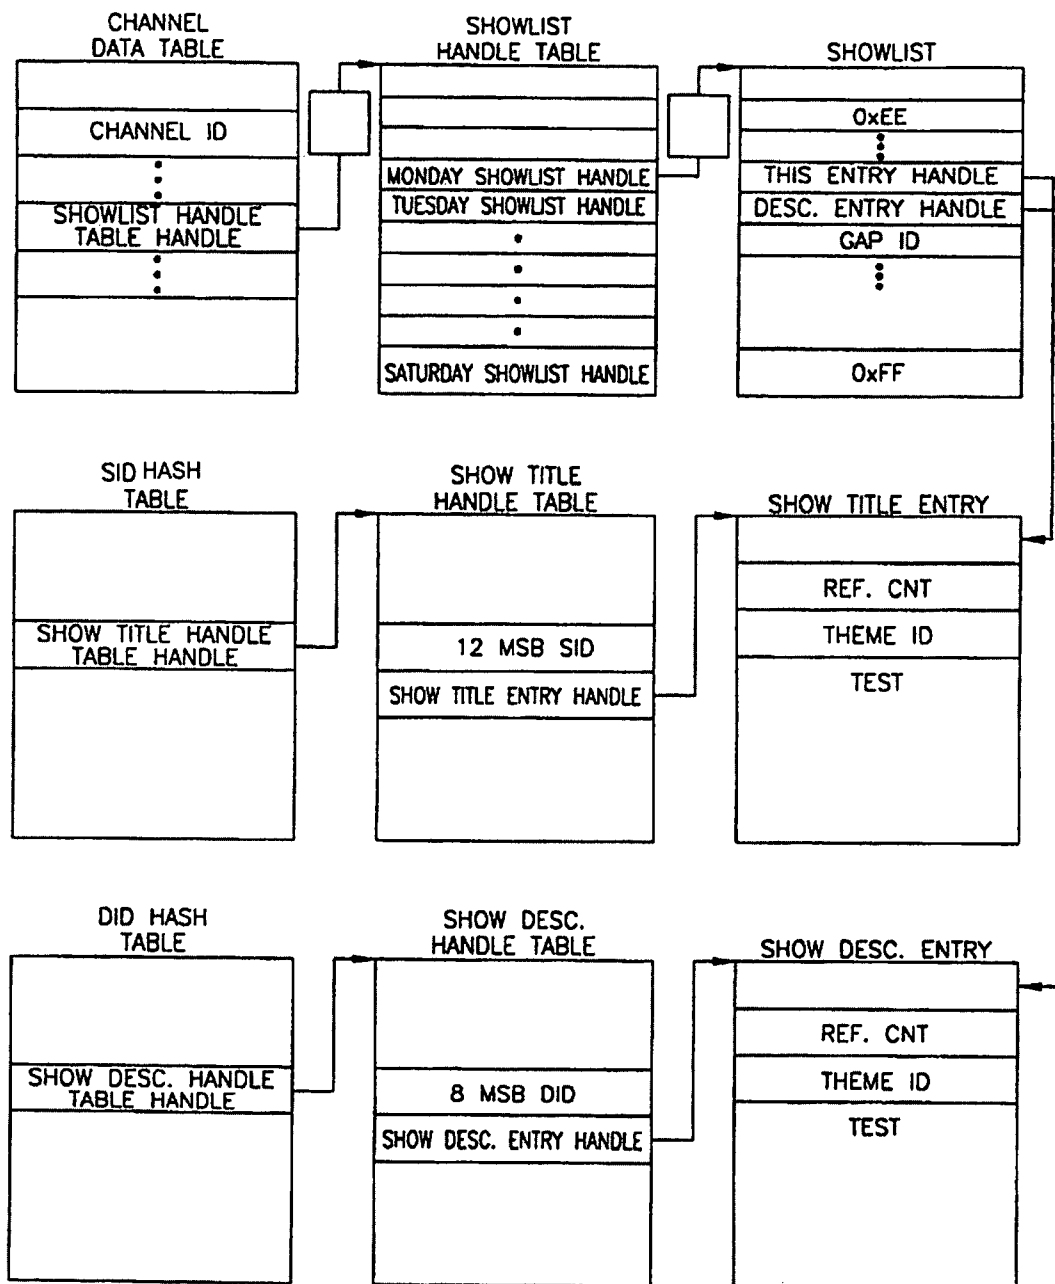 CHANNEL
DATA TABLE
CHANNEL ID
SHOWLIST HANDLE
TABLE HANDLE
SHOWLIST
HANDLE TABLE
MONDAY SHOWLIST HANDLE
TUESDAY SHOWLIST HANDLE
SATURDAY SHOWLIST HANDLE
SHOWLIST
0xEE
THIS ENTRY HANDLE
DESC. ENTRY HANDLE
GAP ID
0xFF
SID HASH
TABLE
SHOW TITLE HANDLE
TABLE HANDLE
SHOW TITLE
HANDLE TABLE
12 MSB SID
SHOW TITLE ENTRY HANDLE
SHOW TITLE ENTRY
REF. CNT
THEME ID
TEST
DID HASH
TABLE
SHOW DESC. HANDLE
TABLE HANDLE
SHOW DESC.
HANDLE TABLE
8 MSB DID
SHOW DESC. ENTRY HANDLE
SHOW DESC. ENTRY
REF. CNT
THEME ID
TEST